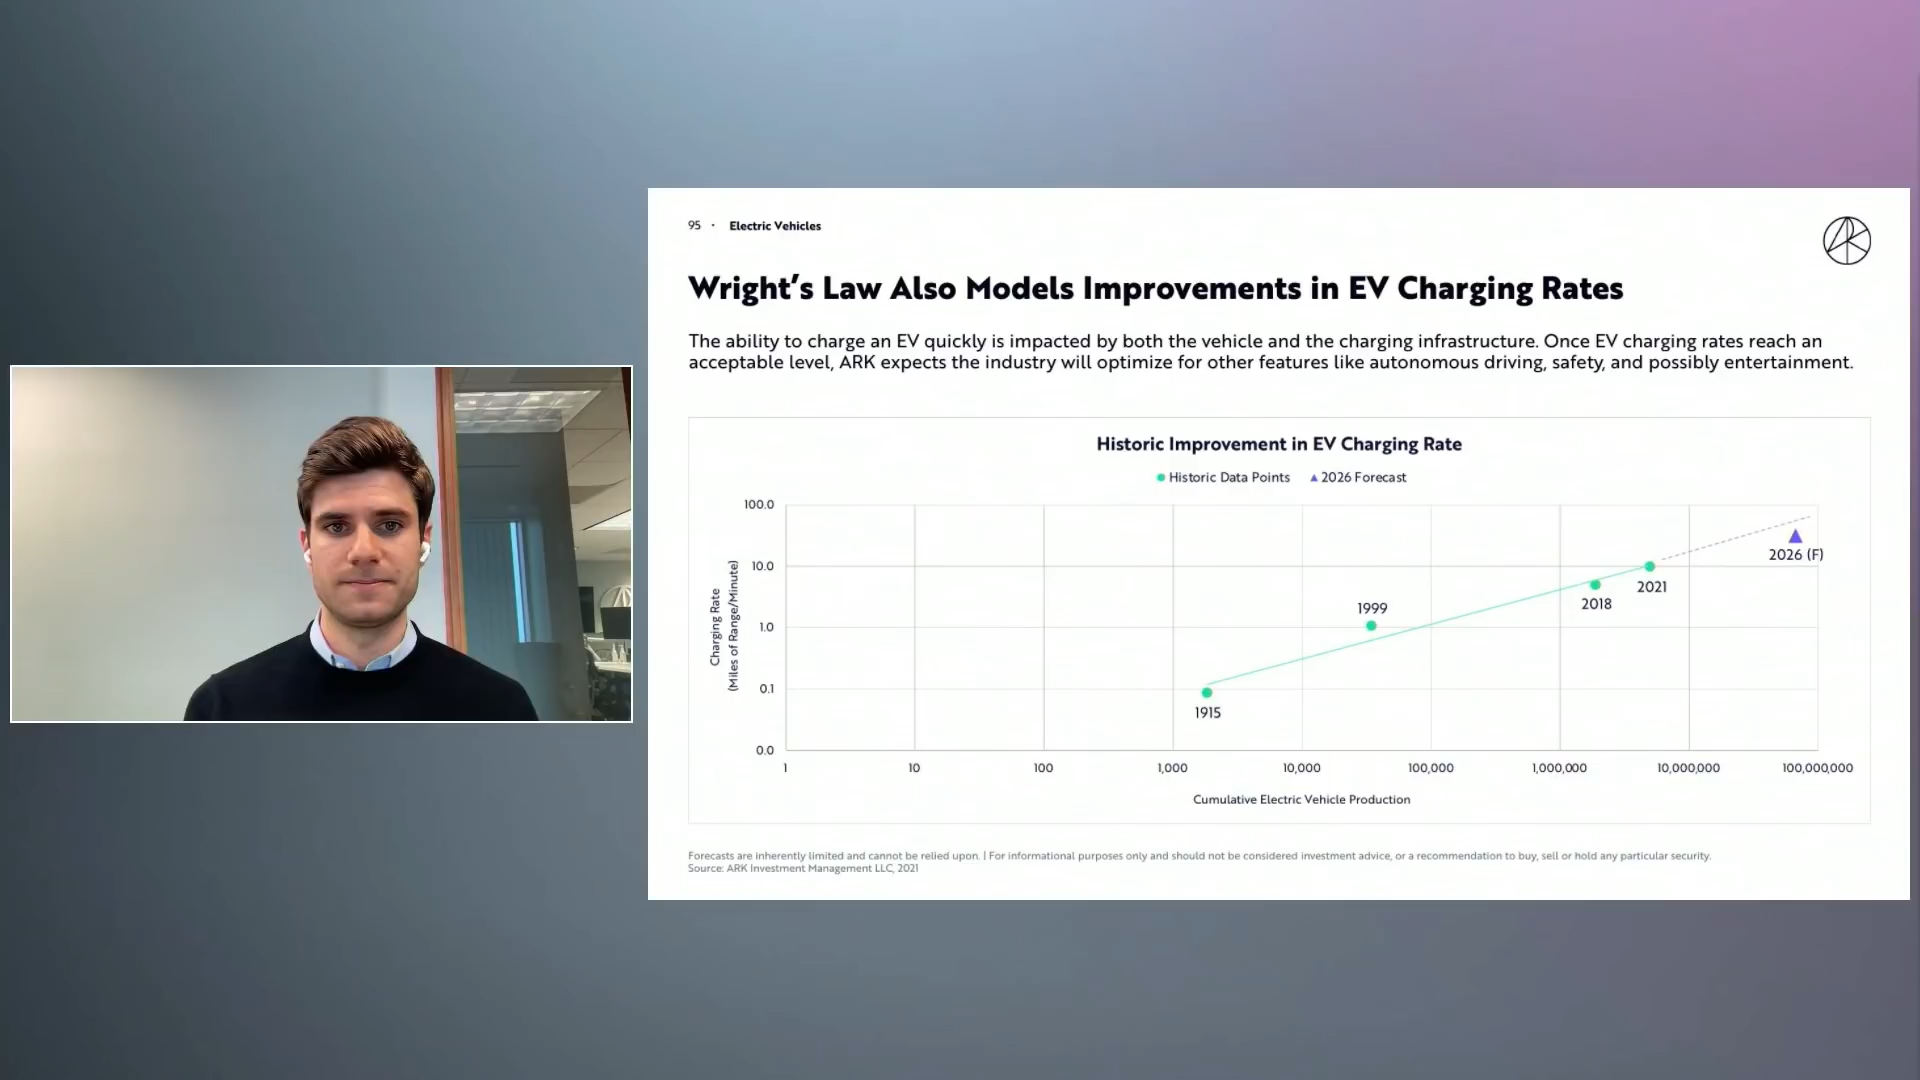 95 · Electric Vehicles
Wright's Law Also Models Improvements in EV Charging Rates
The ability to charge an EV quickly is impacted by both the vehicle and the charging infrastructure. Once EV charging rates reach an
acceptable level, ARK expects the industry will optimize for other features like autonomous driving, safety, and possibly entertainment.
Historic Improvement in EV Charging Rate
Historic Data Points
2026 Forecast
Charging Rate
(Miles of Range/Minute)
100.0
10.0
1.0
0.1
0.0
1915
1999
2018
2021
2026 (F)
1
10
100
1,000
10,000
100,000
1,000,000
10,000,000
100,000,000
Cumulative Electric Vehicle Production
Forecasts are inherently limited and cannot be relied upon. | For informational purposes only and should not be considered investment advice, or a recommendation to buy, sell or hold any particular security.
Source: ARK Investment Management LLC, 2021